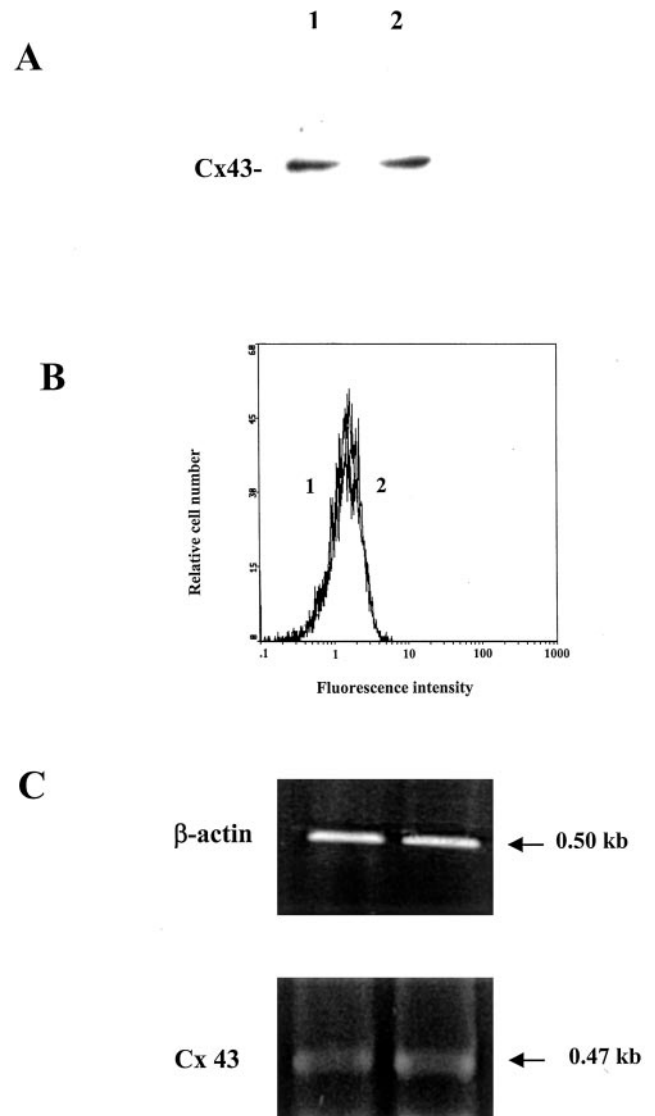 1 2
A
Cx43-
B
60
45
30
15
0
Relative cell number
1 2
.1 1 10 100 1000
Fluorescence intensity
C
β-actin
0.50 kb
Cx 43
0.47 kb